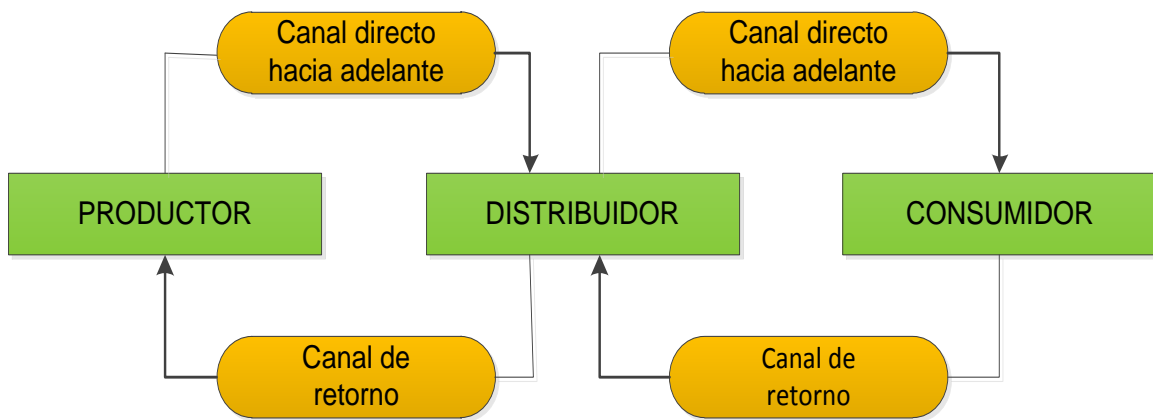 Canal directo
hacia adelante
Canal directo
hacia adelante
PRODUCTOR
DISTRIBUIDOR
CONSUMIDOR
Canal de
retorno
Canal de
retorno